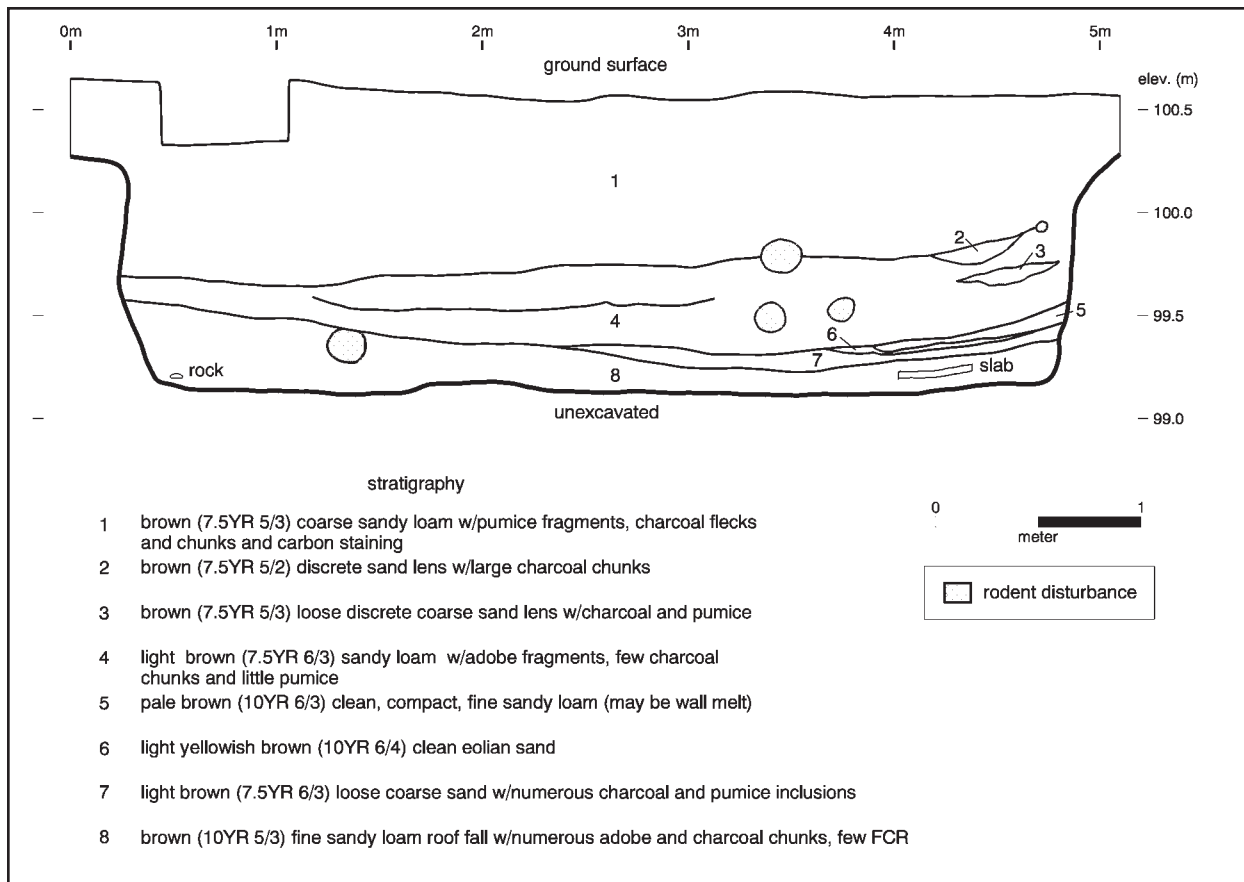 0m 1m 2m 3m 4m 5m
ground surface
elev. (m)
100.5
1
100.0
2
3
99.5
5
4
6
7
rock
8
slab
99.0
unexcavated
stratigraphy
1 brown (7.5YR 5/3) coarse sandy loam w/pumice fragments, charcoal flecks
and chunks and carbon staining
2 brown (7.5YR 5/2) discrete sand lens w/large charcoal chunks
3 brown (7.5YR 5/3) loose discrete coarse sand lens w/charcoal and pumice
4 light brown (7.5YR 6/3) sandy loam w/adobe fragments, few charcoal
chunks and little pumice
5 pale brown (10YR 6/3) clean, compact, fine sandy loam (may be wall melt)
6 light yellowish brown (10YR 6/4) clean eolian sand
7 light brown (7.5YR 6/3) loose coarse sand w/numerous charcoal and pumice inclusions
8 brown (10YR 5/3) fine sandy loam roof fall w/numerous adobe and charcoal chunks, few FCR
0 1
meter
rodent disturbance